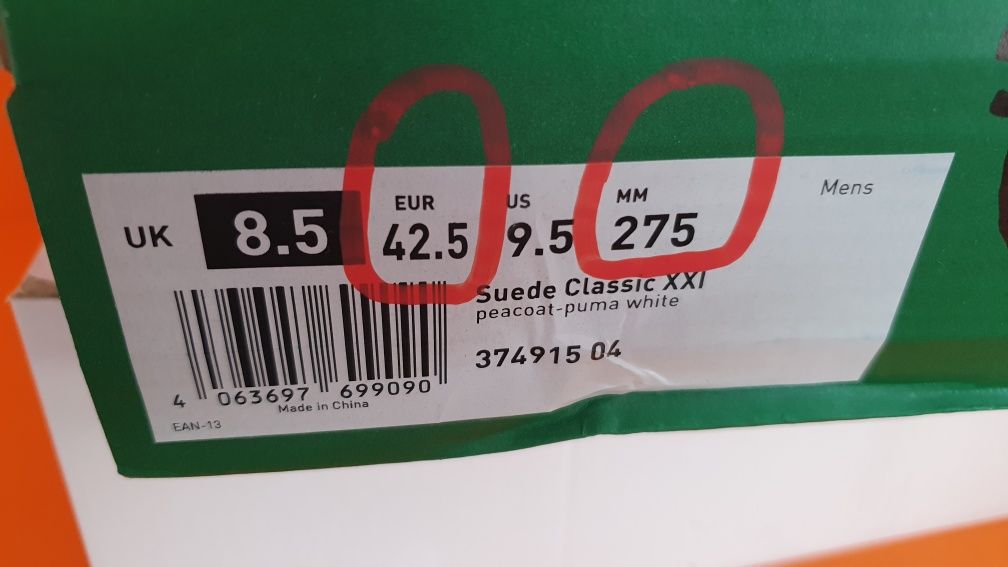 EUR US MM Mens
UK 8.5 42.5 9.5 275
Suede Classic XXI
peacoat-puma white
374915 04
4 063697 699090
Made in China
EAN-13